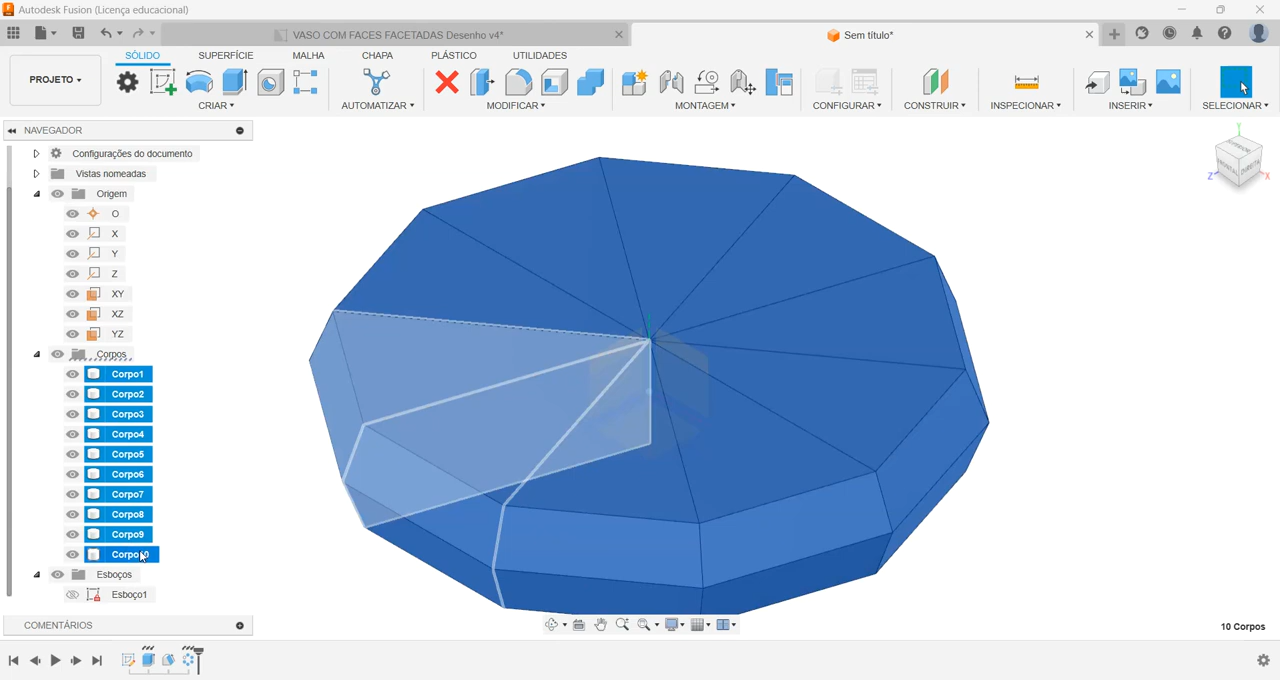 Autodesk Fusion (Licença educacional)
VASO COM FACES FACETADAS Desenho v4*
Sem título*
PROJETO
SÓLIDO SUPERFÍCIE MALHA CHAPA PLÁSTICO UTILIDADES
CRIAR AUTOMATIZAR MODIFICAR MONTAGEM CONFIGURAR CONSTRUIR INSPECIONAR INSERIR SELECIONAR
NAVEGADOR
Configurações do documento
Vistas nomeadas
Origem
O
X
Y
Z
XY
XZ
YZ
Corpos
Corpo1
Corpo2
Corpo3
Corpo4
Corpo5
Corpo6
Corpo7
Corpo8
Corpo9
Corpo10
Esboços
Esboço1
COMENTÁRIOS
Y
Z
X
FRONTAL
DIREITA
10 Corpos